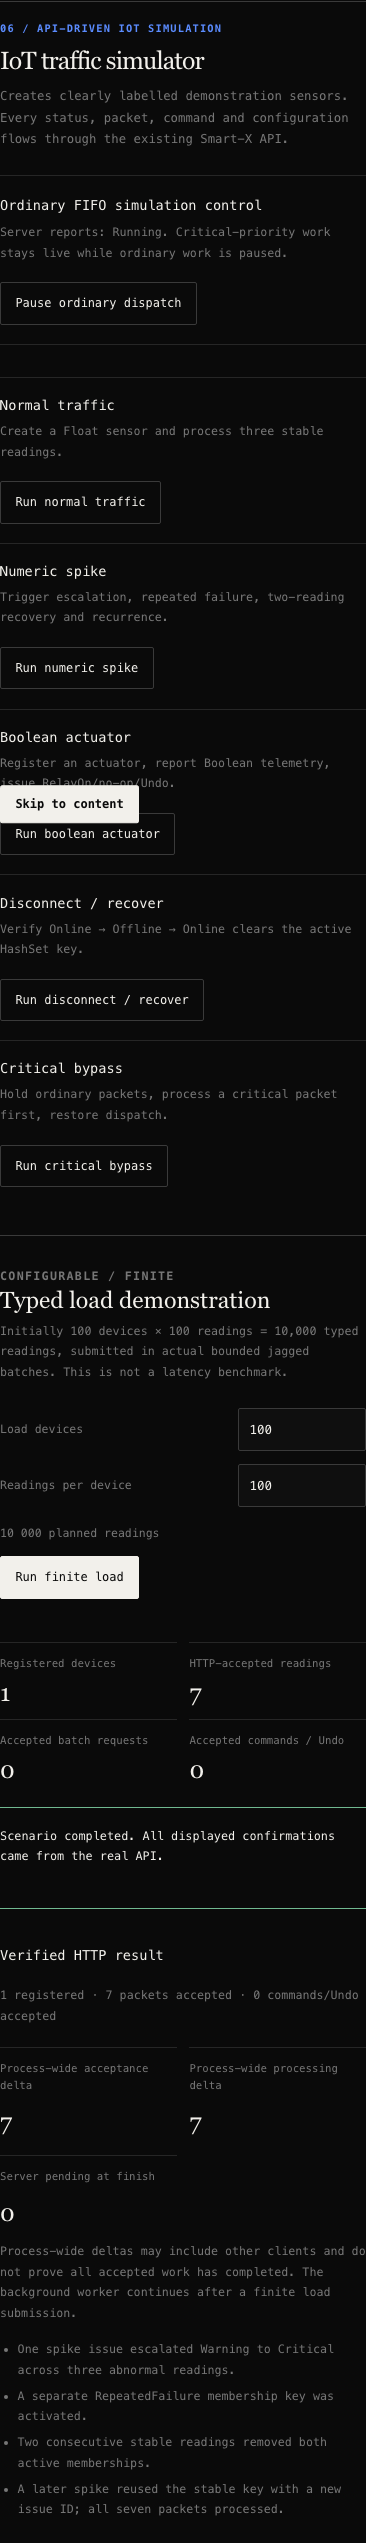 06 / API-DRIVEN IOT SIMULATION
IoT traffic simulator
Creates clearly labelled demonstration sensors.
Every status, packet, command and configuration
flows through the existing Smart-X API.
Ordinary FIFO simulation control
Server reports: Running. Critical-priority work
stays live while ordinary work is paused.
Pause ordinary dispatch
Normal traffic
Create a Float sensor and process three stable
readings.
Run normal traffic
Numeric spike
Trigger escalation, repeated failure, two-reading
recovery and recurrence.
Run numeric spike
Boolean actuator
Register an actuator, report Boolean telemetry,
issue RelayOn/no-op/Undo.
Skip to content
Run boolean actuator
Disconnect / recover
Verify Online → Offline → Online clears the active
HashSet key.
Run disconnect / recover
Critical bypass
Hold ordinary packets, process a critical packet
first, restore dispatch.
Run critical bypass
CONFIGURABLE / FINITE
Typed load demonstration
Initially 100 devices × 100 readings = 10,000 typed
readings, submitted in actual bounded jagged
batches. This is not a latency benchmark.
Load devices 100
Readings per device 100
10 000 planned readings
Run finite load
Registered devices HTTP-accepted readings
1 7
Accepted batch requests Accepted commands / Undo
0 0
Scenario completed. All displayed confirmations
came from the real API.
Verified HTTP result
1 registered · 7 packets accepted · 0 commands/Undo
accepted
Process-wide acceptance Process-wide processing
delta delta
7 7
Server pending at finish
0
Process-wide deltas may include other clients and do
not prove all accepted work has completed. The
background worker continues after a finite load
submission.
• One spike issue escalated Warning to Critical
across three abnormal readings.
• A separate RepeatedFailure membership key was
activated.
• Two consecutive stable readings removed both
active memberships.
• A later spike reused the stable key with a new
issue ID; all seven packets processed.